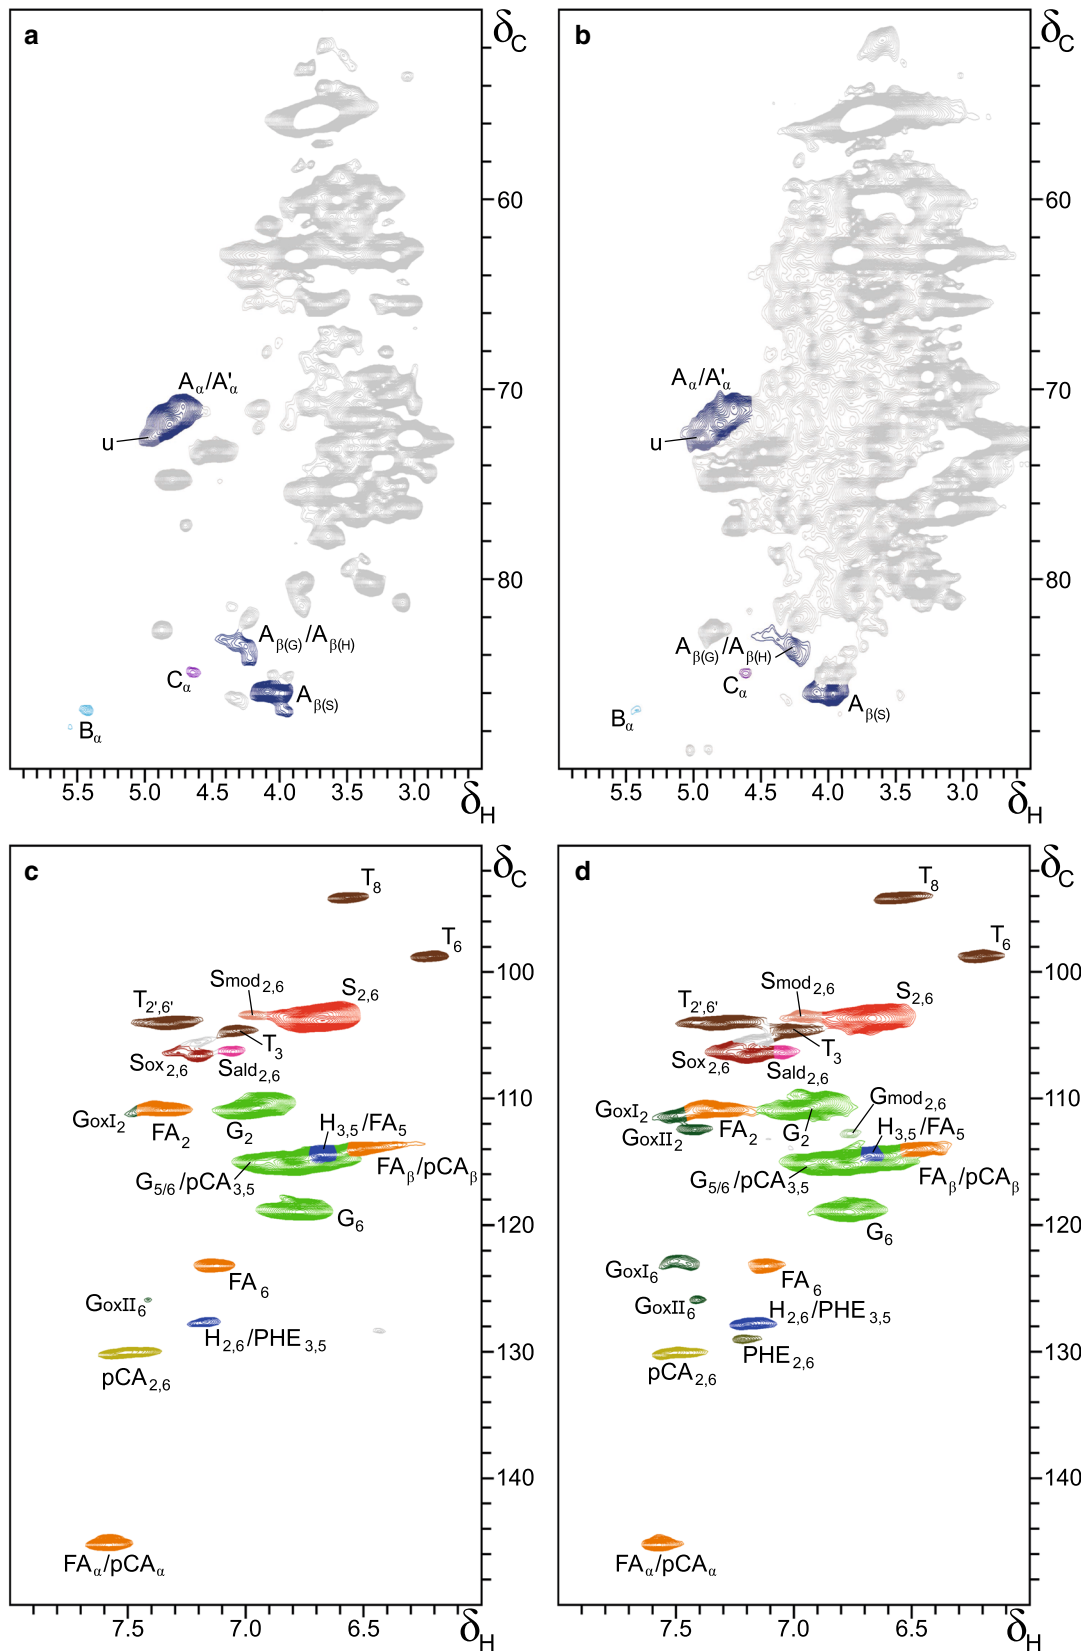 a
δC
60
70
80
Aα/A'α
u
Aβ(G)/Aβ(H)
Cα
Aβ(S)
Bα
5.5 5.0 4.5 4.0 3.5 3.0
δH
b
δC
60
70
80
Aα/A'α
u
Aβ(G)/Aβ(H)
Cα
Aβ(S)
Bα
5.5 5.0 4.5 4.0 3.5 3.0
δH
c
δC
100
110
120
130
140
T8
T6
Smod2,6
S2,6
T2',6'
T3
Sox2,6
Sald2,6
GoxI2
FA2
G2
H3,5/FA5
G5/6/pCA3,5
FAβ/pCAβ
G6
FA6
GoxII6
H2,6/PHE3,5
pCA2,6
FAα/pCAα
7.5 7.0 6.5
δH
d
δC
100
110
120
130
140
T8
T6
Smod2,6
S2,6
T2',6'
T3
Sox2,6
Sald2,6
GoxI2
Gmod2,6
GoxII2
FA2
G2
H3,5/FA5
G5/6/pCA3,5
FAβ/pCAβ
G6
GoxI6
FA6
GoxII6
H2,6/PHE3,5
PHE2,6
pCA2,6
FAα/pCAα
7.5 7.0 6.5
δH